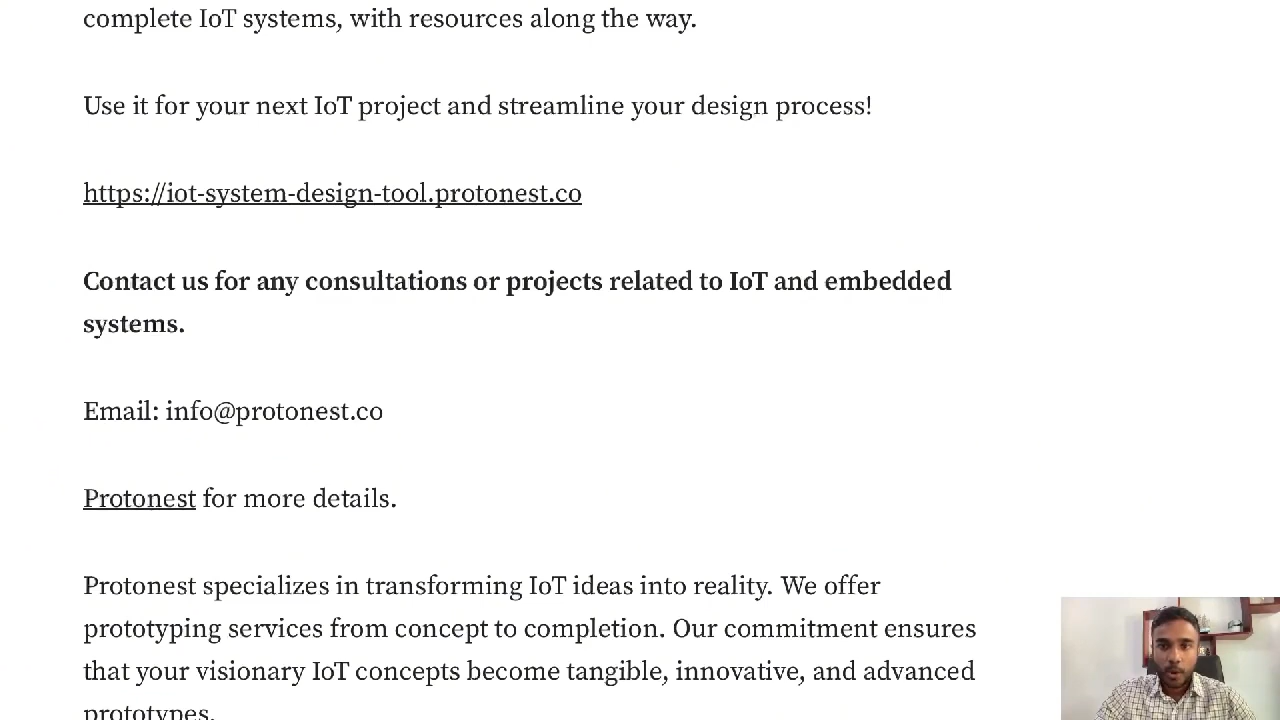 complete IoT systems, with resources along the way.
Use it for your next IoT project and streamline your design process!
https://iot-system-design-tool.protonest.co
Contact us for any consultations or projects related to IoT and embedded
systems.
Email: info@protonest.co
Protonest for more details.
Protonest specializes in transforming IoT ideas into reality. We offer
prototyping services from concept to completion. Our commitment ensures
that your visionary IoT concepts become tangible, innovative, and advanced
prototypes.